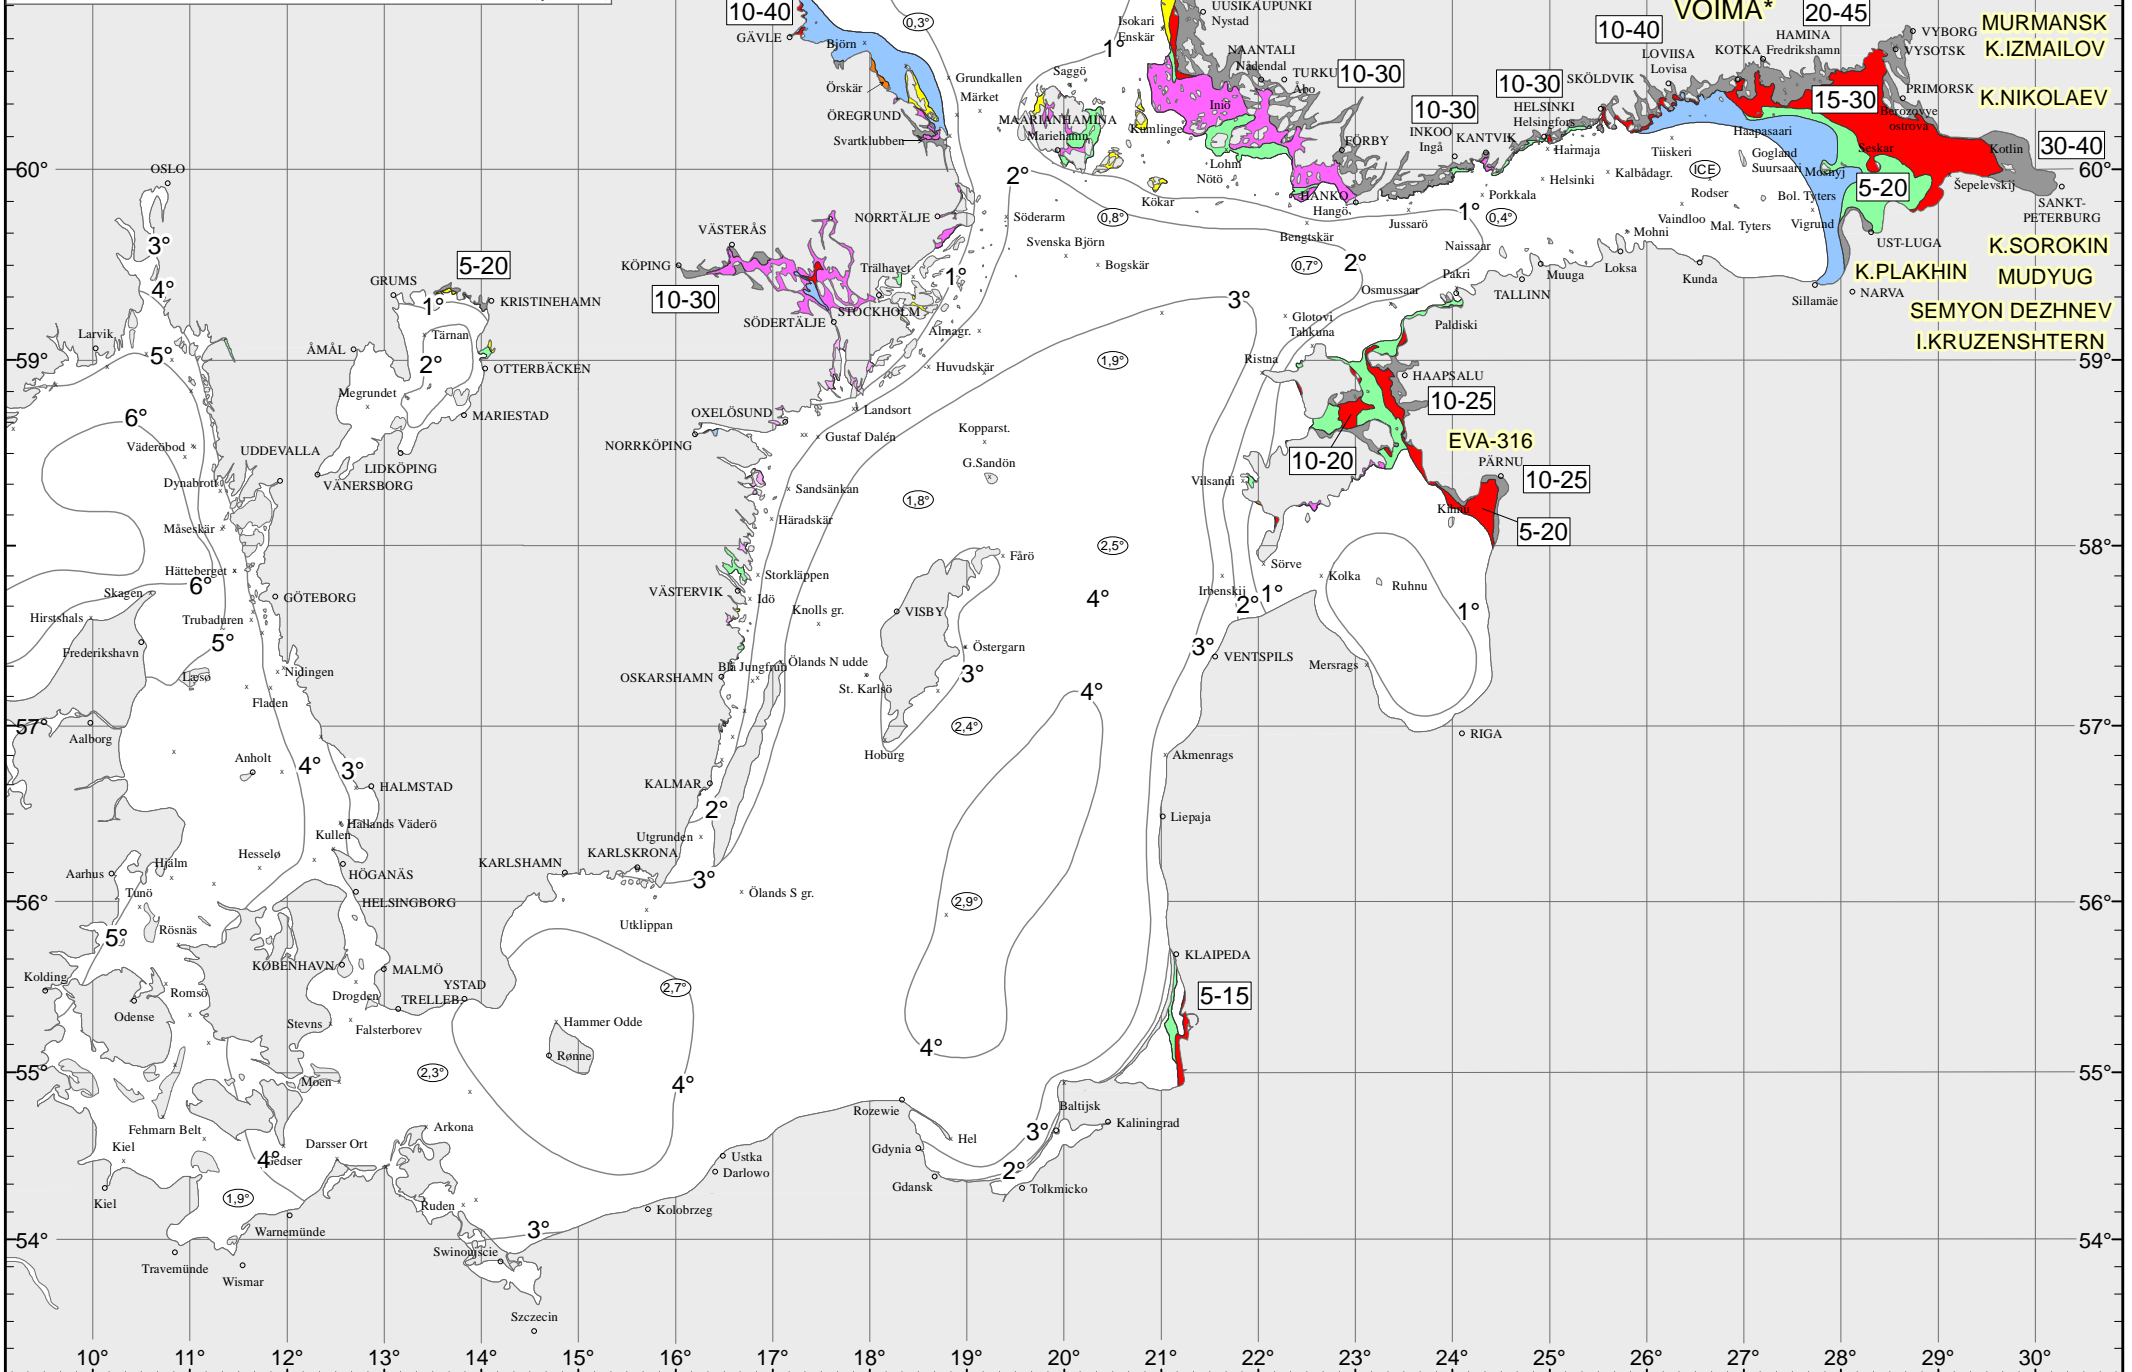 10-40
GÄVLE
Björn
0,3°
1°
Isokari
Enskär
UUSIKAUPUNKI
Nystad
VOIMA*
20-45
10-40
HAMINA
Fredrikshamn
KOTKA
LOVIISA
Lovisa
VYBORG
VYSOTSK
MURMANSK
K.IZMAILOV
Örskär
Grundkallen
Märket
Saggö
NAANTALI
Nådendal
TURKU
Åbo
10-30
10-30
10-30
SKÖLDVIK
HELSINKI
Helsingfors
15-30
PRIMORSK
K.NIKOLAEV
ÖREGRUND
Svartklubben
MAARIANHAMINA
Mariehamn
Kumlinge
Iniö
FÖRBY
INKOO
Ingå
KANTVIK
Harmaja
Haapasaari
Berozovye
ostrova
Seskar
Kotlin
30-40
60°
OSLO
2°
Lohm
Nötö
Tiiskeri
Gogland
Suursaari
Mosnyj
ICE
60°
Kökar
HANKO
Hangö
Porkkala
Helsinki
Kalbådagr.
Rodser
Bol. Tyters
5-20
Šepelevskij
SANKT-
PETERBURG
NORRTÄLJE
Söderarm
0,8°
1°
0,4°
Jussarö
Vaindloo
Mal. Tyters
Vigrund
VÄSTERÅS
Svenska Björn
Bengtskär
Naissaar
Mohni
UST-LUGA
K.SOROKIN
3°
KÖPING
5-20
Trälhavet
Bogskär
0,7°
2°
Pakri
Muuga
Loksa
Kunda
K.PLAKHIN
MUDYUG
4°
GRUMS
1°
KRISTINEHAMN
10-30
1°
3°
Osmussaar
TALLINN
Sillamäe
NARVA
SEMYON DEZHNEV
Larvik
Tärnan
SÖDERTÄLJE
STOCKHOLM
Almagr.
Glotovi
Tahkuna
Paldiski
I.KRUZENSHTERN
5°
ÅMÅL
2°
OTTERBÄCKEN
59°
Huvudskär
1,9°
Ristna
HAAPSALU
59°
Megrundet
6°
MARIESTAD
OXELÖSUND
Landsort
10-25
Väderöbod
UDDEVALLA
LIDKÖPING
NORRKÖPING
Gustaf Dalén
Kopparst.
EVA-316
Dynabrott
VÄNERSBORG
G.Sandön
10-20
PÄRNU
10-25
Måseskär
Sandsänkan
1,8°
Vilsandi
Häradskär
Kihnu
5-20
58°
2,5°
58°
Hätteberget
6°
Fårö
Sörve
Skagen
GÖTEBORG
VÄSTERVIK
Storkläppen
Idö
4°
Irbenskij
2°
1°
Kolka
Ruhnu
1°
Hirstshals
Trubaduren
Knolls gr.
VISBY
5°
3°
Frederikshavn
Nidingen
Östergarn
VENTSPILS
Mersrags
Læsø
OSKARSHAMN
Blå Jungfrun
Ölands N udde
St. Karlsö
3°
4°
Fladen
57°
Aalborg
2,4°
RIGA
57°
Hoburg
Akmenrags
Anholt
4°
3°
HALMSTAD
KALMAR
2°
Liepaja
Hallands Väderö
Kullen
Utgrunden
Hesselø
KARLSHAMN
KARLSKRONA
Hjälm
Aarhus
HÖGANÄS
3°
Ölands S gr.
Tunö
HELSINGBORG
56°
2,9°
56°
Utklippan
5°
Rösnäs
KØBENHAVN
MALMÖ
KLAIPEDA
Kolding
Romsö
YSTAD
Drogden
TRELLEB
2,7°
5-15
Odense
Stevns
Falsterborev
Hammer Odde
4°
Rønne
55°
Moen
2,3°
4°
55°
Rozewie
Baltijsk
Kaliningrad
Fehmarn Belt
Arkona
Hel
3°
Kiel
Darsser Ort
Gdynia
4°
Gedser
Ustka
Darlowo
2°
Gdansk
Tolkmicko
Kiel
1,9°
Ruden
Kolobrzeg
Warnemünde
3°
54°
54°
Swinoujscie
Travemünde
Wismar
Szczecin
10°
11°
12°
13°
14°
15°
16°
17°
18°
19°
20°
21°
22°
23°
24°
25°
26°
27°
28°
29°
30°